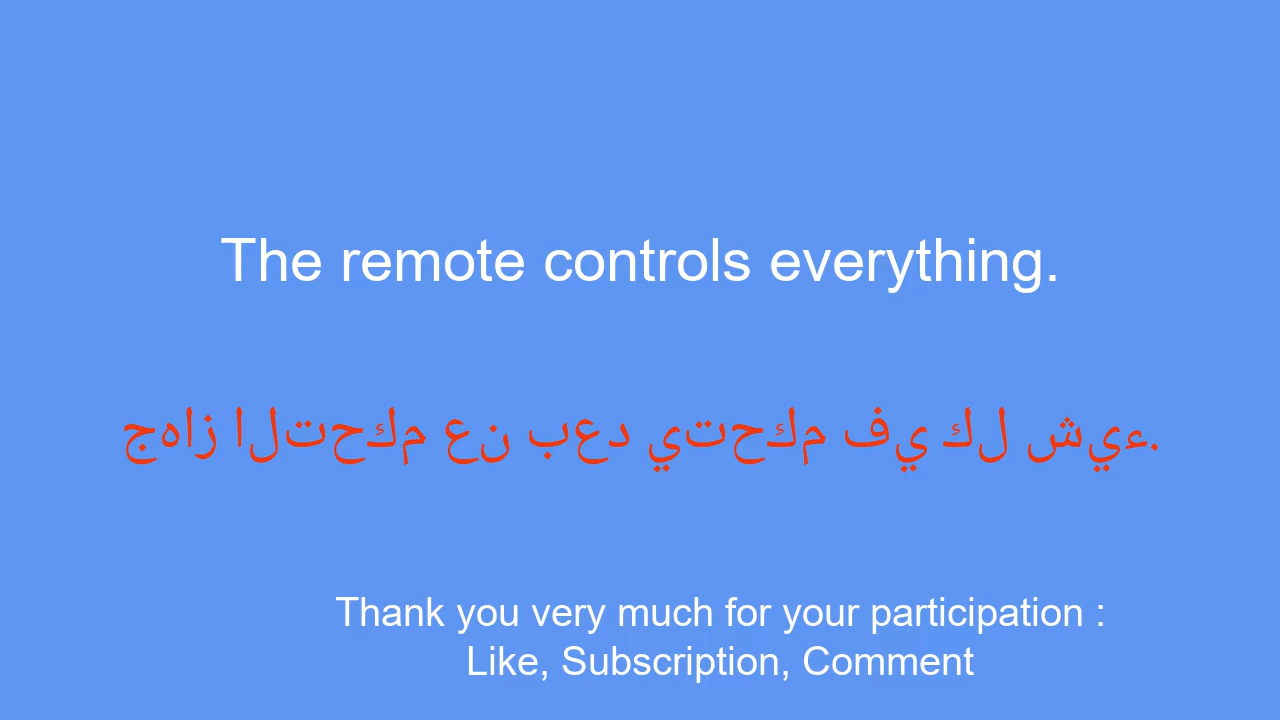 The remote controls everything.
جهاز التحكم عن بعد يتحكم في كل شيء.
Thank you very much for your participation :
Like, Subscription, Comment